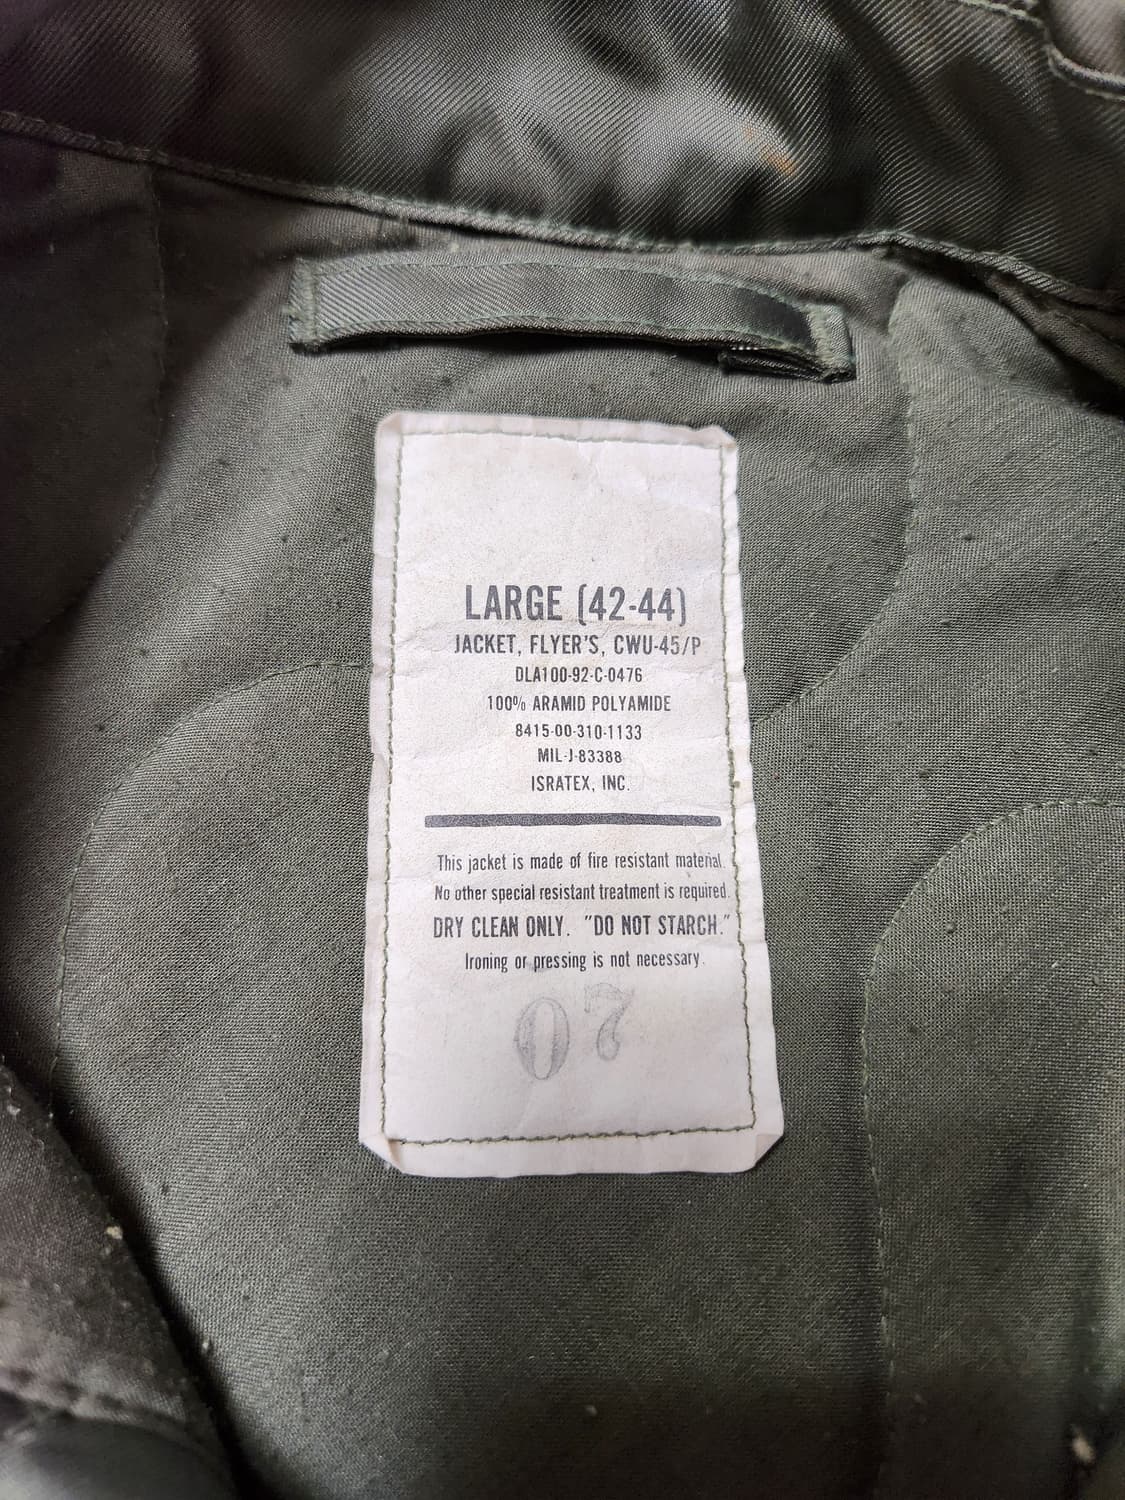 LARGE (42-44)
JACKET, FLYER'S, CWU-45/P
DLA100-92-C-0476
100% ARAMID POLYAMIDE
8415-00-310-1133
MIL-J-83388
ISRATEX, INC.
This jacket is made of fire resistant material.
No other special resistant treatment is required.
DRY CLEAN ONLY. "DO NOT STARCH."
Ironing or pressing is not necessary.
07